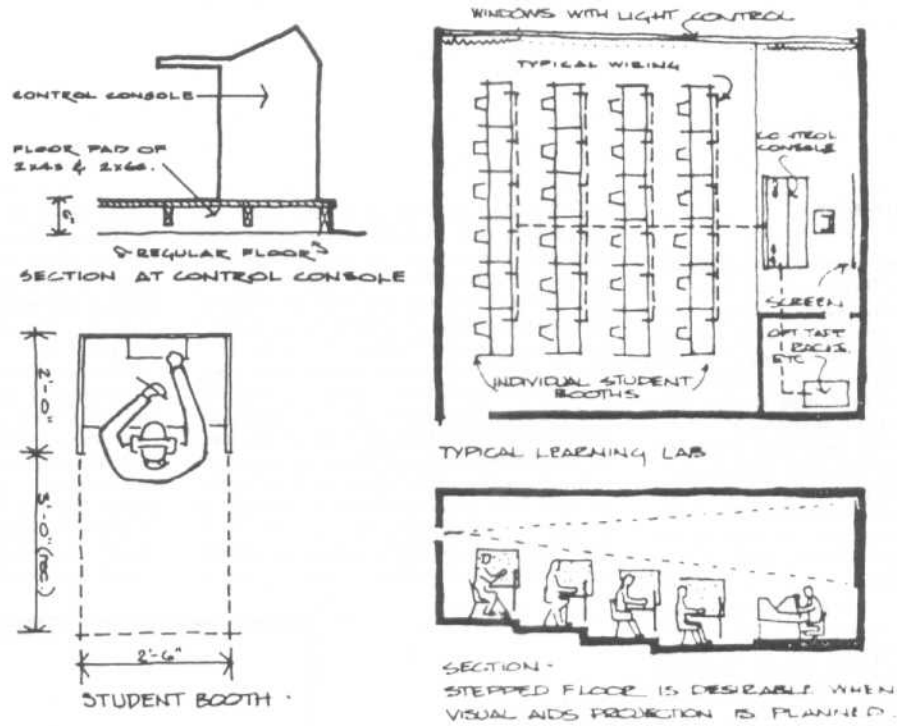 CONTROL CONSOLE
FLOOR PAD OF
2x4s & 2x6s.
6"
REGULAR FLOOR
SECTION AT CONTROL CONSOLE
2'-0"
3'-0" (MIN.)
2'-6"
STUDENT BOOTH.
WINDOWS WITH LIGHT CONTROL
TYPICAL WIRING
CONTROL
CONSOLE
SCREEN
RACKS
ETC
INDIVIDUAL STUDENT
BOOTHS
TYPICAL LEARNING LAB
SECTION -
STEPPED FLOOR IS DESIRABLE WHEN
VISUAL AIDS PROJECTION IS PLANNED.